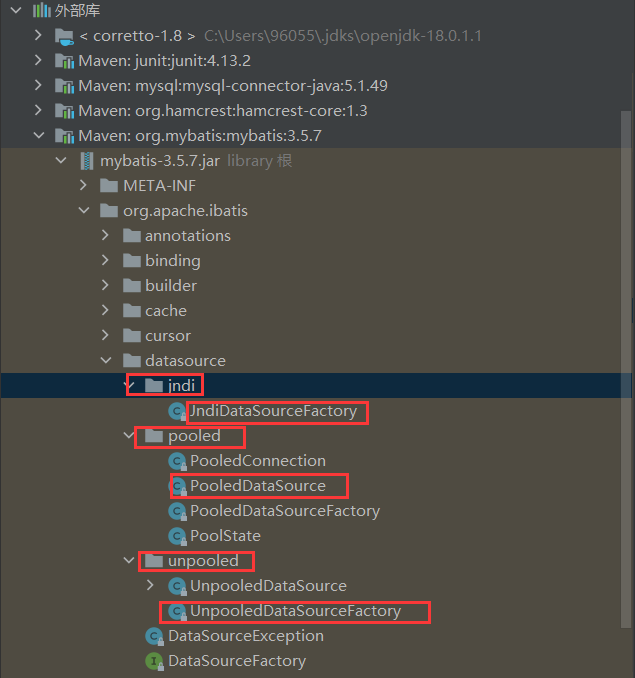 外部库
< corretto-1.8 > C:\Users\96055\.jdks\openjdk-18.0.1.1
Maven: junit:junit:4.13.2
Maven: mysql:mysql-connector-java:5.1.49
Maven: org.hamcrest:hamcrest-core:1.3
Maven: org.mybatis:mybatis:3.5.7
mybatis-3.5.7.jar library 根
META-INF
org.apache.ibatis
annotations
binding
builder
cache
cursor
datasource
jndi
JndiDataSourceFactory
pooled
PooledConnection
PooledDataSource
PooledDataSourceFactory
PoolState
unpooled
UnpooledDataSource
UnpooledDataSourceFactory
DataSourceException
DataSourceFactory